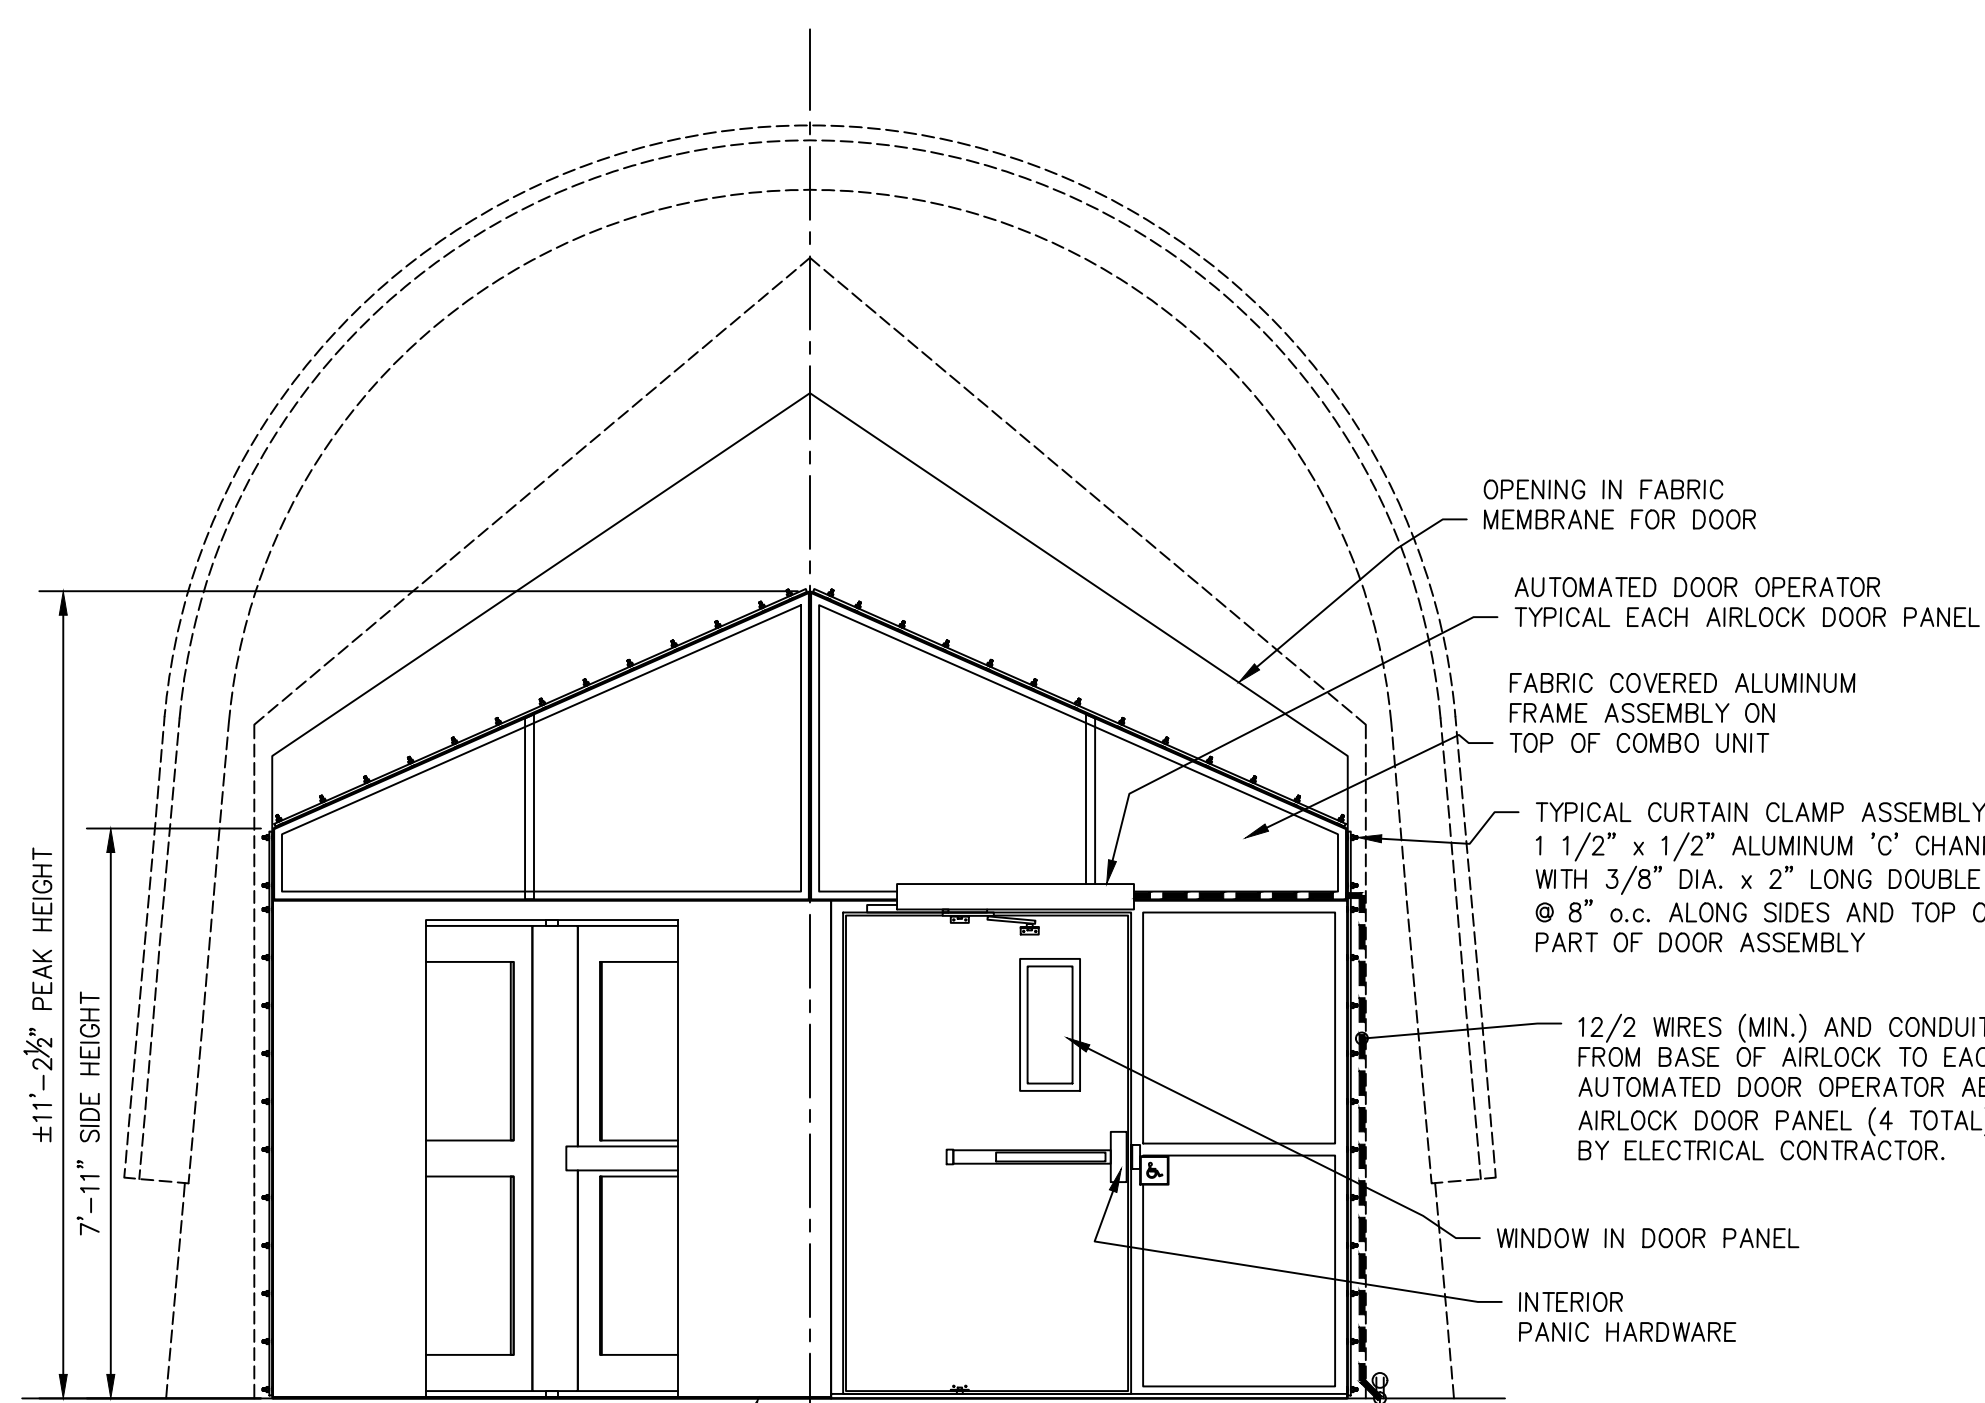 OPENING IN FABRIC
MEMBRANE FOR DOOR
AUTOMATED DOOR OPERATOR
TYPICAL EACH AIRLOCK DOOR PANEL
FABRIC COVERED ALUMINUM
FRAME ASSEMBLY ON
TOP OF COMBO UNIT
TYPICAL CURTAIN CLAMP ASSEMBLY
1 1/2" x 1/2" ALUMINUM 'C'
WITH 3/8" DIA. x 2" LONG DOUBLE
@ 8" o.c. ALONG SIDES AND TOP
PART OF DOOR ASSEMBLY
12/2 WIRES (MIN.) AND CONDUIT
FROM BASE OF AIRLOCK TO
AUTOMATED DOOR OPERATOR
AIRLOCK DOOR PANEL (4 TOTAL)
BY ELECTRICAL CONTRACTOR.
WINDOW IN DOOR PANEL
INTERIOR
PANIC HARDWARE
±11'-2½" PEAK HEIGHT
7'-11" SIDE HEIGHT